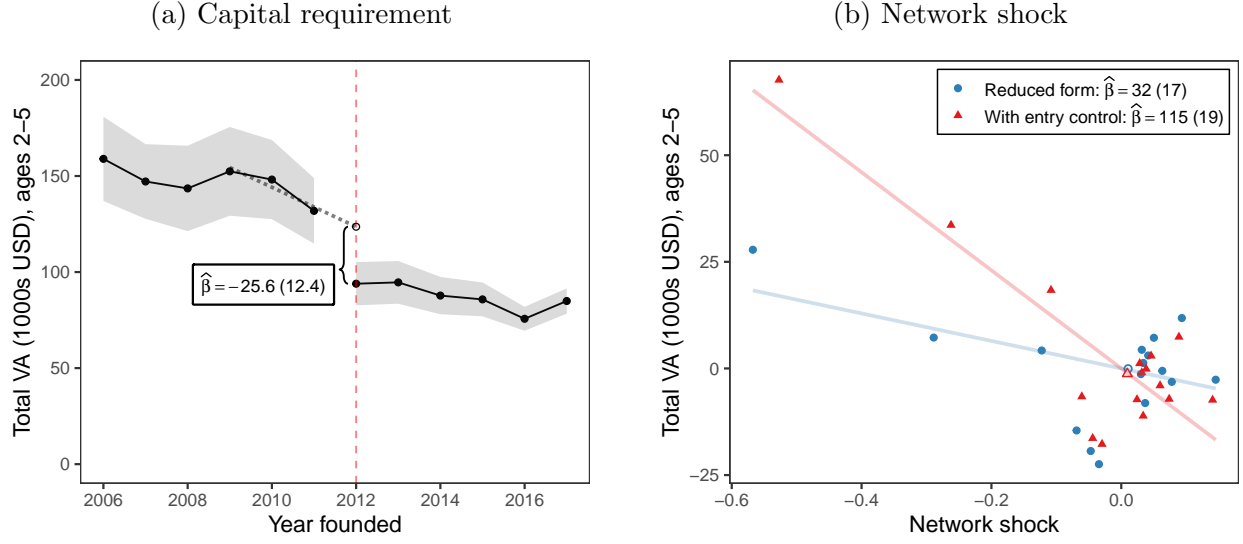 (a) Capital requirement
Total VA (1000s USD), ages 2−5
200
150
100
50
0
β̂ = −25.6 (12.4)
2006
2008
2010
2012
2014
2016
Year founded
(b) Network shock
Total VA (1000s USD), ages 2−5
50
25
0
−25
Reduced form: β̂ = 32 (17)
With entry control: β̂ = 115 (19)
−0.6
−0.4
−0.2
0.0
Network shock